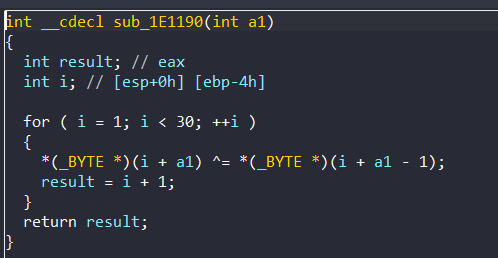 int __cdecl sub_1E1190(int a1)
{
  int result; // eax
  int i; // [esp+0h] [ebp-4h]

  for ( i = 1; i < 30; ++i )
  {
    *(_BYTE *)(i + a1) ^= *(_BYTE *)(i + a1 - 1);
    result = i + 1;
  }
  return result;
}